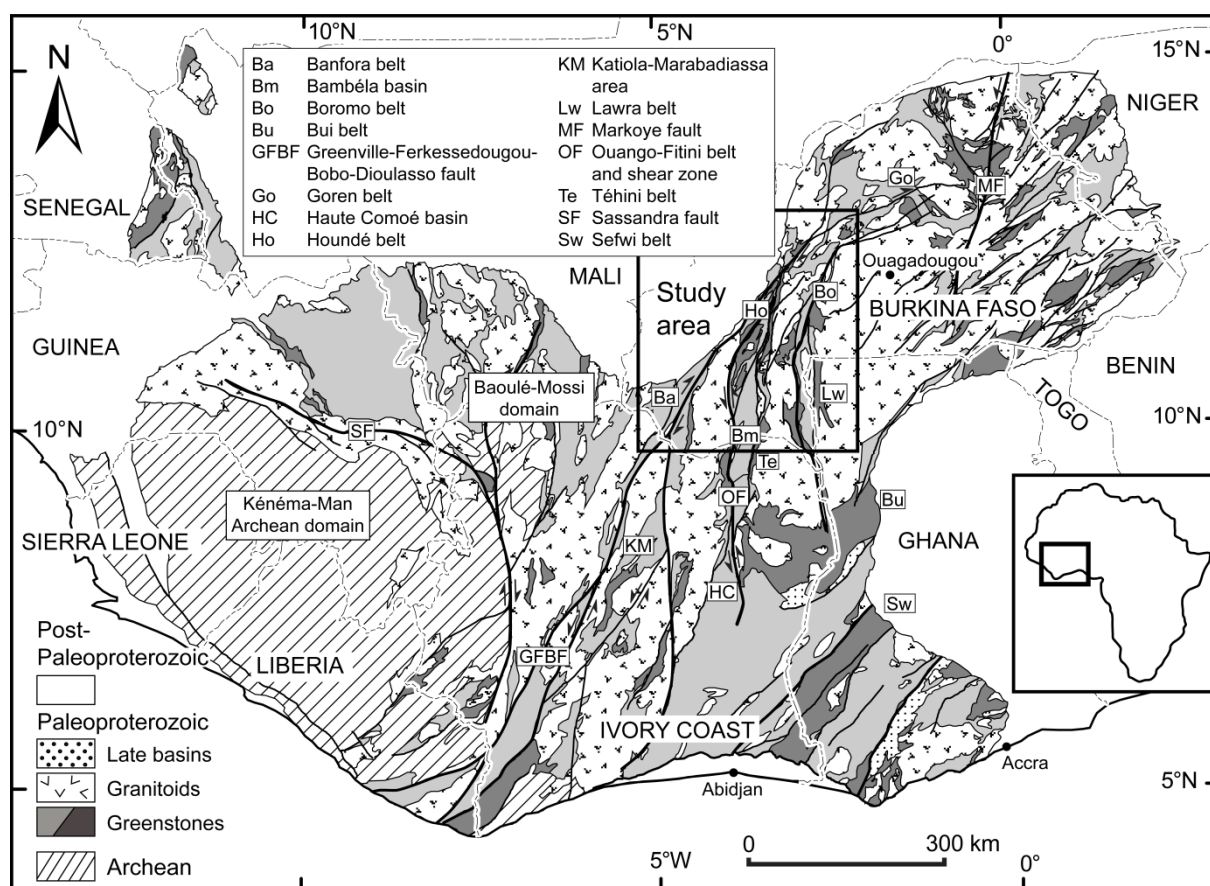 10°N
5°N
0°
N
15°N
Ba Banfora belt
Bm Bambéla basin
Bo Boromo belt
Bu Bui belt
GFBF Greenville-Ferkessedougou-
Bobo-Dioulasso fault
Go Goren belt
HC Haute Comoé basin
Ho Houndé belt
KM Katiola-Marabadiassa
area
Lw Lawra belt
MF Markoye fault
OF Ouango-Fitini belt
and shear zone
Te Téhini belt
SF Sassandra fault
Sw Sefwi belt
NIGER
SENEGAL
Go
MF
MALI
Ouagadougou
Study
area
Bo
Ho
BURKINA FASO
GUINEA
BENIN
TOGO
Baoulé-Mossi
domain
Ba
Lw
10°N
10°N
SF
Bm
Te
Kénéma-Man
Archean domain
OF
Bu
SIERRA LEONE
KM
GHANA
HC
Sw
Post-
Paleoproterozoic
LIBERIA
GFBF
Paleoproterozoic
IVORY COAST
Late basins
Accra
Granitoids
Abidjan
5°N
Greenstones
0
300 km
Archean
5°W
0°